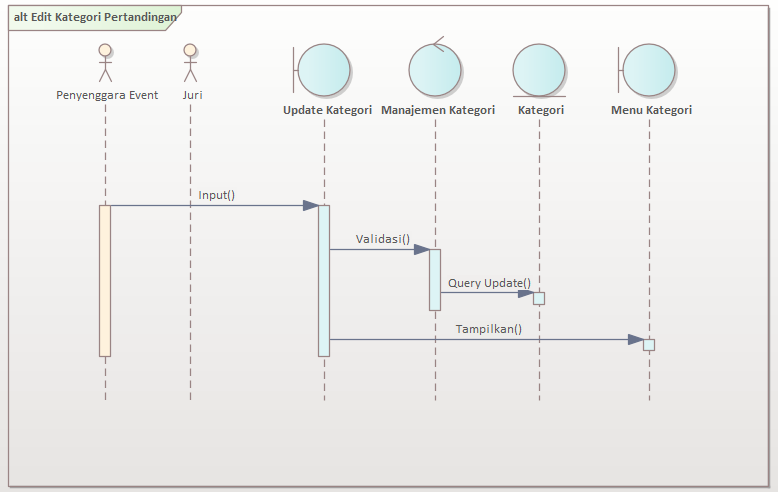 alt Edit Kategori Pertandingan
Penyenggara Event
Juri
Update Kategori
Manajemen Kategori
Kategori
Menu Kategori
Input()
Validasi()
Query Update()
Tampilkan()